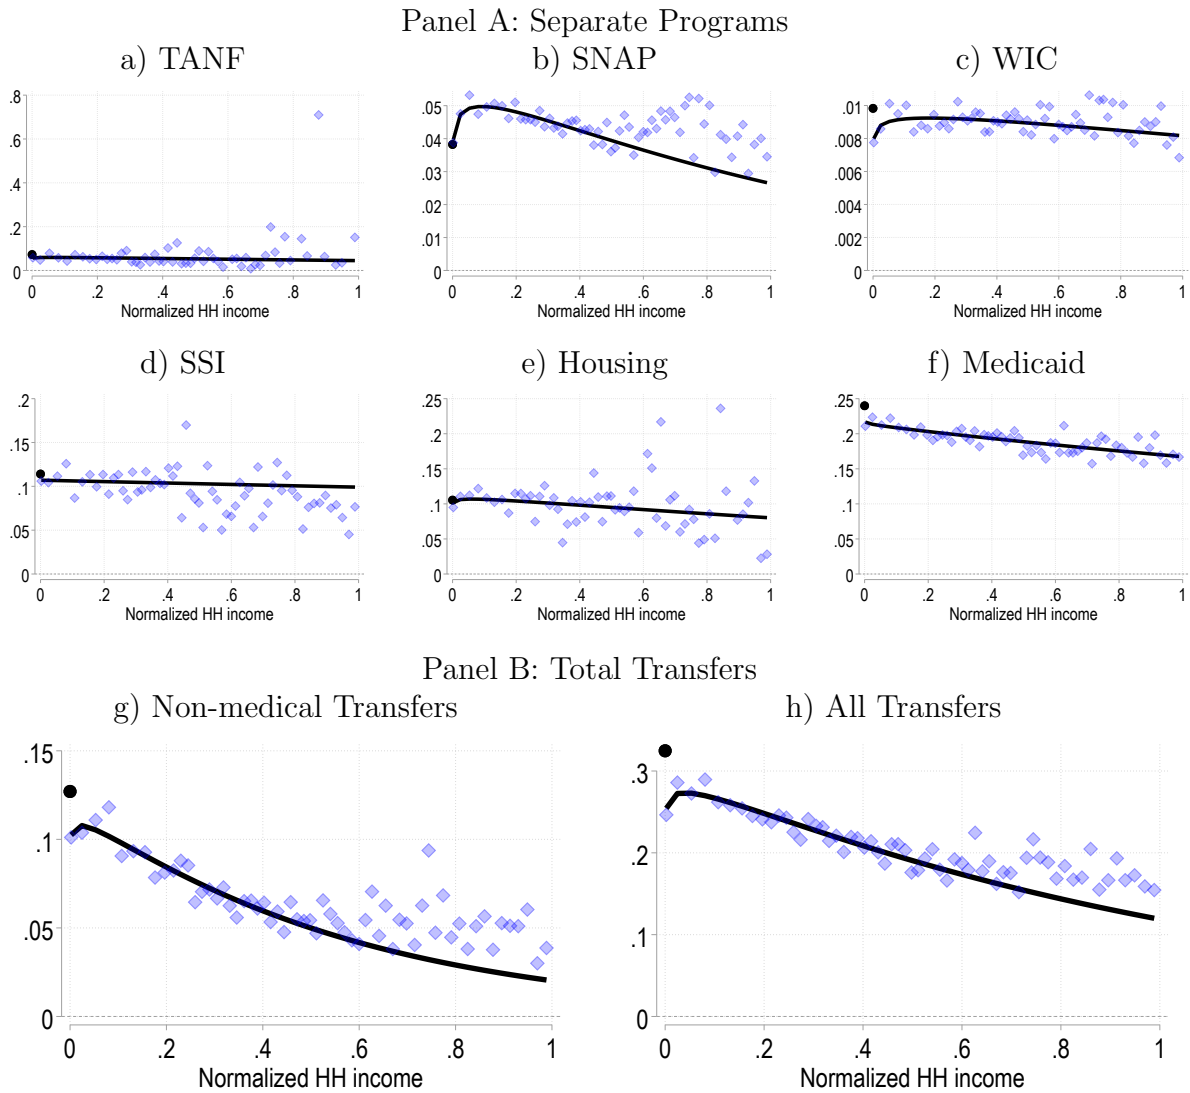 Panel A: Separate Programs
a) TANF
b) SNAP
c) WIC
.8
.6
.4
.2
0
0 .2 .4 .6 .8 1
Normalized HH income
.05
.04
.03
.02
.01
0
0 .2 .4 .6 .8 1
Normalized HH income
.01
.008
.006
.004
.002
0
0 .2 .4 .6 .8 1
Normalized HH income
d) SSI
e) Housing
f) Medicaid
.2
.15
.1
.05
0
0 .2 .4 .6 .8 1
Normalized HH income
.25
.2
.15
.1
.05
0
0 .2 .4 .6 .8 1
Normalized HH income
.25
.2
.15
.1
.05
0
0 .2 .4 .6 .8 1
Normalized HH income
Panel B: Total Transfers
g) Non-medical Transfers
h) All Transfers
.15
.1
.05
0
0 .2 .4 .6 .8 1
Normalized HH income
.3
.2
.1
0
0 .2 .4 .6 .8 1
Normalized HH income